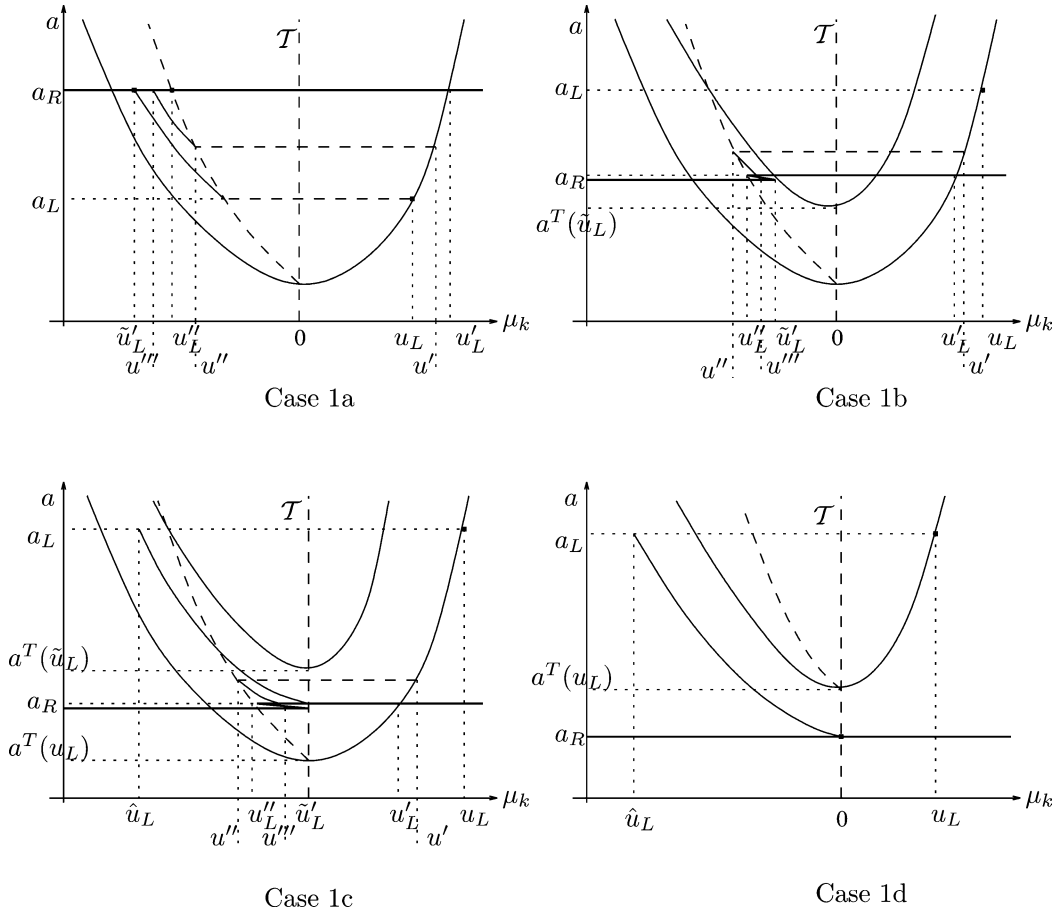 a
𝒯
a_R
a_L
μ_k
ũ'_L
u''_L
0
u_L
u'_L
u'''
u''
u'
Case 1a
a
𝒯
a_L
a_R
a^T(ũ_L)
μ_k
u''_L
ũ'_L
0
u'_L
u_L
u''
u'''
u'
Case 1b
a
𝒯
a_L
a^T(ũ_L)
a_R
a^T(u_L)
μ_k
û_L
u''_L
ũ'_L
u'_L
u_L
u''
u'''
u'
Case 1c
a
𝒯
a_L
a^T(u_L)
a_R
μ_k
û_L
0
u_L
Case 1d